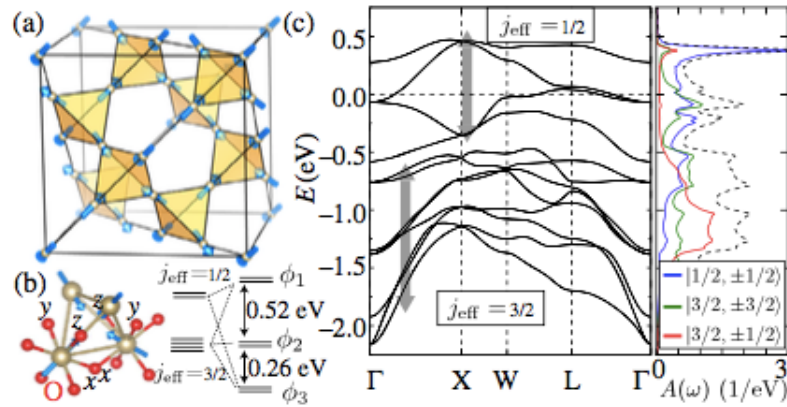 (a)
(b)
y
z
z
y
x
x
O
j_eff=1/2
j_eff=3/2
ϕ₁
0.52 eV
ϕ₂
0.26 eV
ϕ₃
(c)
E(eV)
0.5
0.0
−0.5
−1.0
−1.5
−2.0
j_eff = 1/2
j_eff = 3/2
Γ X W L Γ
|1/2, ±1/2⟩
|3/2, ±3/2⟩
|3/2, ±1/2⟩
0 1 2 3
A(ω) (1/eV)